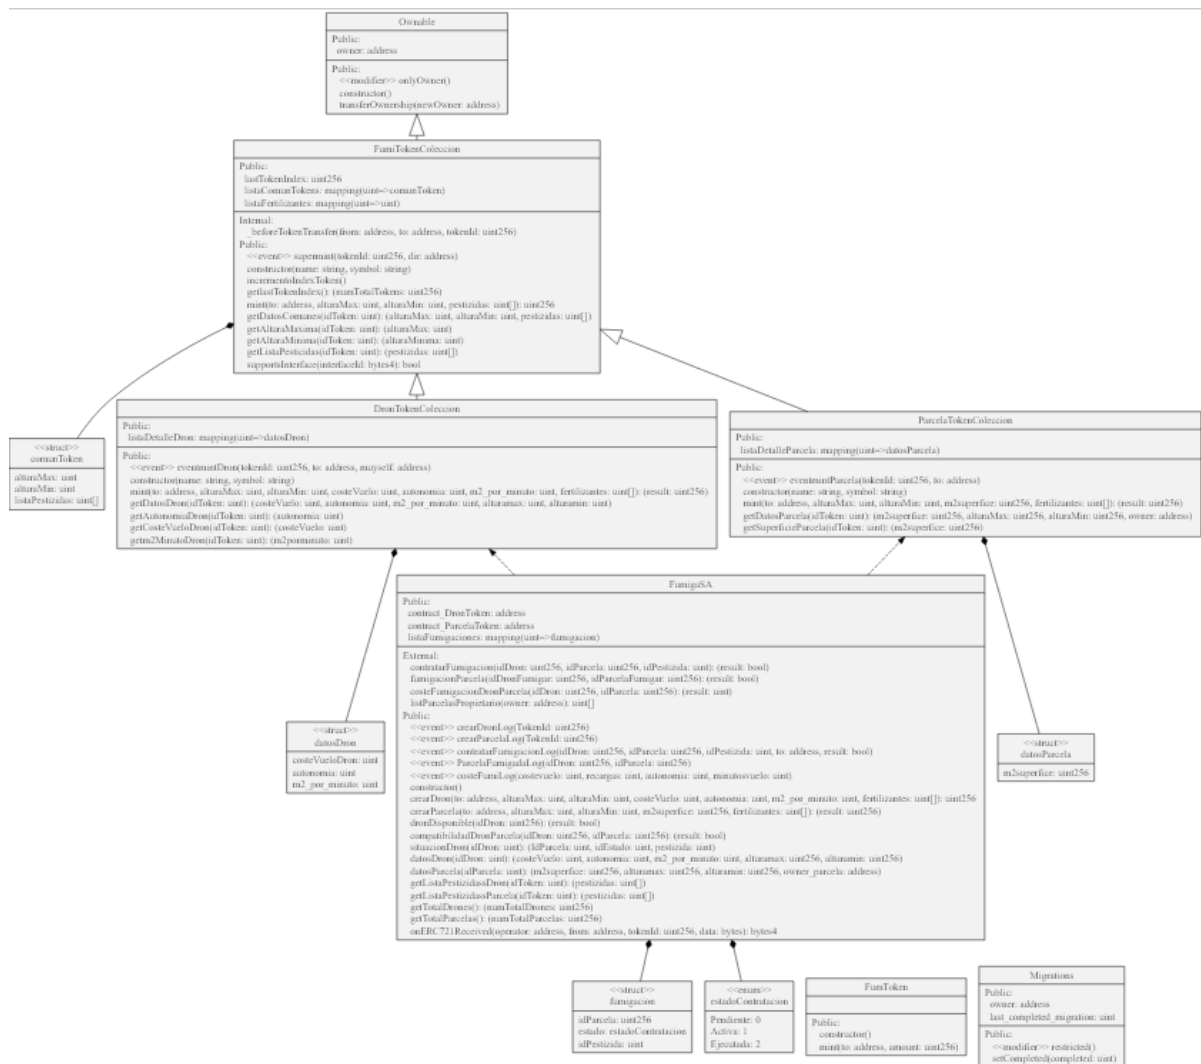 Ownable
Public:
owner: address
Public:
<<modifier>> onlyOwner()
constructor()
transferOwnership(newOwner: address)
FumiTokenColeccion
Public:
lastTokenIndex: uint256
listaComunTokens: mapping(uint=>comunToken)
listaFertilizantes: mapping(uint=>uint)
Internal:
_beforeTokenTransfer(from: address, to: address, tokenId: uint256)
Public:
<<event>> supermint(tokenId: uint256, dir: address)
constructor(name: string, symbol: string)
incrementoIndexToken()
getlastTokenIndex(): (numTotalTokens: uint256)
mint(to: address, alturaMax: uint, alturaMin: uint, pestizidas: uint[]): uint256
getDatosComunes(idToken: uint): (alturaMax: uint, alturaMin: uint, pestizidas: uint[])
getAlturaMaxima(idToken: uint): (alturaMax: uint)
getAlturaMinima(idToken: uint): (alturaMinima: uint)
getListaPesticidas(idToken: uint): (pestizidas: uint[])
supportsInterface(interfaceId: bytes4): bool
<<struct>>
comunToken
alturaMax: uint
alturaMin: uint
listaPestizidas: uint[]
DronTokenColeccion
Public:
listaDetalleDron: mapping(uint=>datosDron)
Public:
<<event>> eventmintDron(tokenId: uint256, to: address, muyself: address)
constructor(name: string, symbol: string)
mint(to: address, alturaMax: uint, alturaMin: uint, costeVuelo: uint, autonomia: uint, m2_por_minuto: uint, fertilizantes: uint[]): (result: uint256)
getDatosDron(idToken: uint): (costeVuelo: uint, autonomia: uint, m2_por_minuto: uint, alturamax: uint, alturamin: uint)
getAutonomiaDron(idToken: uint): (autonomia: uint)
getCosteVueloDron(idToken: uint): (costeVuelo: uint)
getm2MinutoDron(idToken: uint): (m2porminuto: uint)
ParcelaTokenColeccion
Public:
listaDetalleParcela: mapping(uint=>datosParcela)
Public:
<<event>> eventmintParcela(tokenId: uint256, to: address)
constructor(name: string, symbol: string)
mint(to: address, alturaMax: uint, alturaMin: uint, m2superfice: uint256, fertilizantes: uint[]): (result: uint256)
getDatosParcela(idToken: uint): (m2superfice: uint256, alturaMax: uint256, alturaMin: uint256, owner: address)
getSuperficieParcela(idToken: uint): (m2superfice: uint256)
FumigaSA
Public:
contract_DronToken: address
contract_ParcelaToken: address
listaFumigaciones: mapping(uint=>fumigacion)
External:
contratarFumigacion(idDron: uint256, idParcela: uint256, idPestizida: uint): (result: bool)
fumigacionParcela(idDronFumigar: uint256, idParcelaFumigar: uint256): (result: bool)
costeFumigacionDronParcela(idDron: uint256, idParcela: uint256): (result: uint)
listParcelasPropietario(owner: address): uint[]
Public:
<<event>> crearDronLog(TokenId: uint256)
<<event>> crearParcelaLog(TokenId: uint256)
<<event>> contratarFumigacionLog(idDron: uint256, idParcela: uint256, idPestizida: uint, to: address, result: bool)
<<event>> ParcelaFumigadaLog(idDron: uint256, idParcela: uint256)
<<event>> costeFumiLog(costevuelo: uint, recargas: uint, autonomia: uint, minutosvuelo: uint)
constructor()
crearDron(to: address, alturaMax: uint, alturaMin: uint, costeVuelo: uint, autonomia: uint, m2_por_minuto: uint, fertilizantes: uint[]): uint256
crearParcela(to: address, alturaMax: uint, alturaMin: uint, m2superfice: uint256, fertilizantes: uint[]): (result: uint256)
dronDisponible(idDron: uint256): (result: bool)
compatibilidadDronParcela(idDron: uint256, idParcela: uint256): (result: bool)
situacionDron(idDron: uint): (IdParcela: uint, idEstado: uint, pestizida: uint)
datosDron(idDron: uint): (costeVuelo: uint, autonomia: uint, m2_por_minuto: uint, alturamax: uint256, alturamin: uint256)
datosParcela(idParcela: uint): (m2superfice: uint256, alturamax: uint256, alturamin: uint256, owner_parcela: address)
getListaPestizidassDron(idToken: uint): (pestizidas: uint[])
getListaPestizidassParcela(idToken: uint): (pestizidas: uint[])
getTotalDrones(): (numTotalDrones: uint256)
getTotalParcelas(): (numTotalParcelas: uint256)
onERC721Received(operator: address, from: address, tokenId: uint256, data: bytes): bytes4
<<struct>>
datosDron
costeVueloDron: uint
autonomia: uint
m2_por_minuto: uint
<<struct>>
datosParcela
m2superfice: uint256
<<struct>>
fumigacion
idParcela: uint256
estado: estadoContratacion
idPestizida: uint
<<enum>>
estadoContratacion
Pendiente: 0
Activa: 1
Ejecutada: 2
FumToken
Public:
constructor()
mint(to: address, amount: uint256)
Migrations
Public:
owner: address
last_completed_migration: uint
Public:
<<modifier>> restricted()
setCompleted(completed: uint)